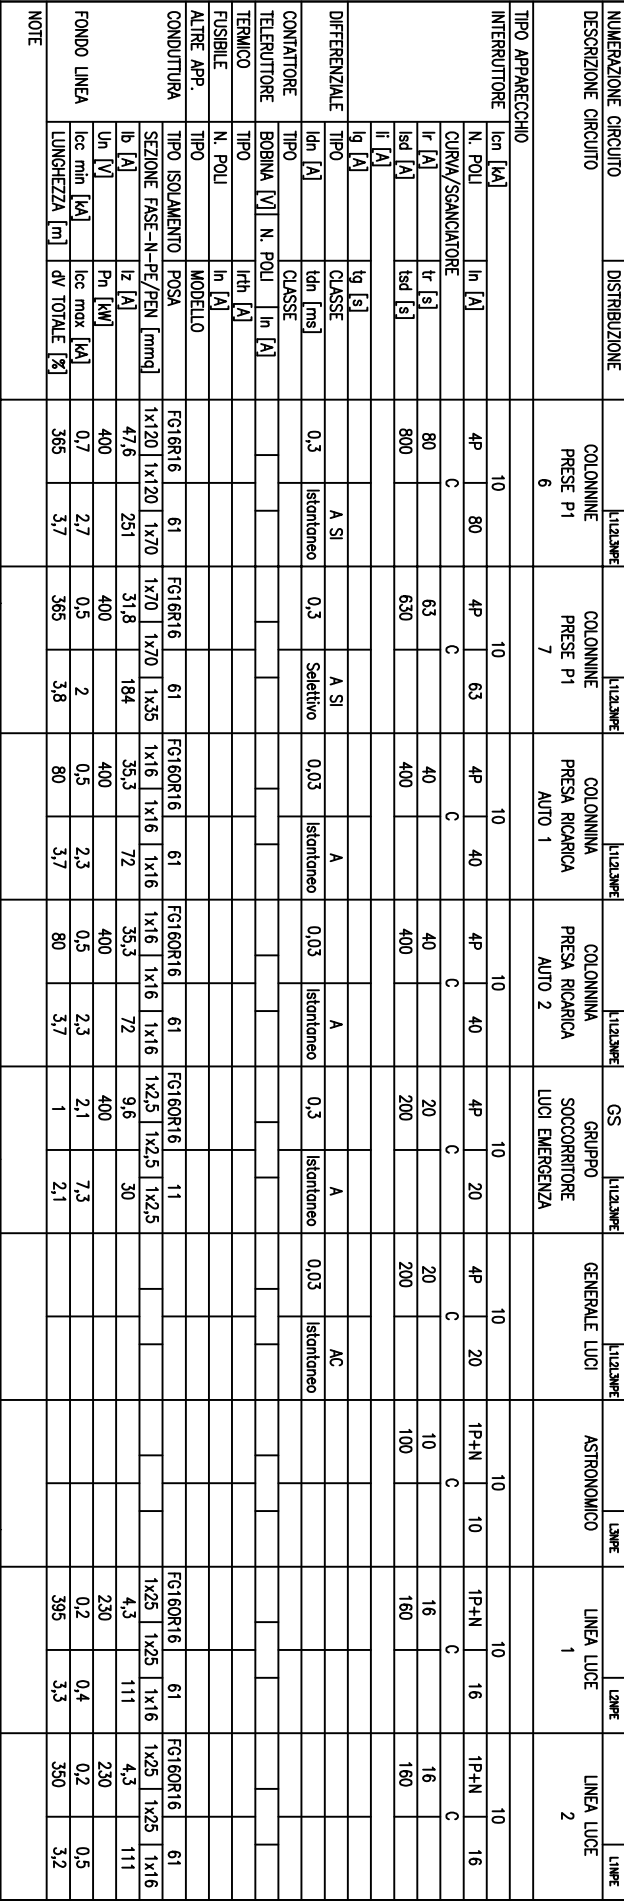 NUMERAZIONE CIRCUITO DISTRIBUZIONE L1L2L3NPE L1L2L3NPE L1L2L3NPE L1L2L3NPE GS L1L2L3NPE L1L2L3NPE L3NPE L2NPE L1NPE
DESCRIZIONE CIRCUITO COLONNINE COLONNINE COLONNINA COLONNINA GRUPPO GENERALE LUCI ASTRONOMICO LINEA LUCE LINEA LUCE
PRESE P1 PRESE P1 PRESA RICARICA PRESA RICARICA SOCCORRITORE 1 2
6 7 AUTO 1 AUTO 2 LUCI EMERGENZA
TIPO APPARECCHIO
INTERRUTTORE Icn [kA] 10 10 10 10 10 10 10 10 10
N. POLI In [A] 4P 80 4P 63 4P 40 4P 40 4P 20 4P 20 1P+N 10 1P+N 16 1P+N 16
CURVA/SGANCIATORE C C C C C C C C C
Ir [A] tr [s] 80 63 40 40 20 20 10 16 16
Isd [A] tsd [s] 800 630 400 400 200 200 100 160 160
Ii [A]
Ig [A] tg [s]
DIFFERENZIALE TIPO CLASSE A SI A SI A A A AC
Idn [A] tdn [ms] 0,3 Istantaneo 0,3 Selettivo 0,03 Istantaneo 0,03 Istantaneo 0,3 Istantaneo 0,03 Istantaneo
CONTATTORE TIPO CLASSE
TELERUTTORE BOBINA [V] N. POLI In [A]
TERMICO TIPO Irth [A]
FUSIBILE N. POLI In [A]
ALTRE APP. TIPO MODELLO
CONDUTTURA TIPO ISOLAMENTO POSA FG16R16 61 FG16R16 61 FG16OR16 61 FG16OR16 61 FG16OR16 11 FG16OR16 61 FG16OR16 61
SEZIONE FASE-N-PE/PEN [mmq] 1x120 1x120 1x70 1x70 1x70 1x35 1x16 1x16 1x16 1x16 1x16 1x16 1x2,5 1x2,5 1x2,5 1x25 1x25 1x16 1x25 1x25 1x16
Ib [A] Iz [A] 47,6 251 31,8 184 35,3 72 35,3 72 9,6 30 4,3 111 4,3 111
Un [V] Pn [kW] 400 400 400 400 400 230 230
FONDO LINEA Icc min [kA] Icc max [kA] 0,7 2,7 0,5 2 0,5 2,3 0,5 2,3 2,1 7,3 0,2 0,4 0,2 0,5
LUNGHEZZA [m] dV TOTALE [%] 365 3,7 365 3,8 80 3,7 80 3,7 1 2,1 395 3,3 350 3,2
NOTE